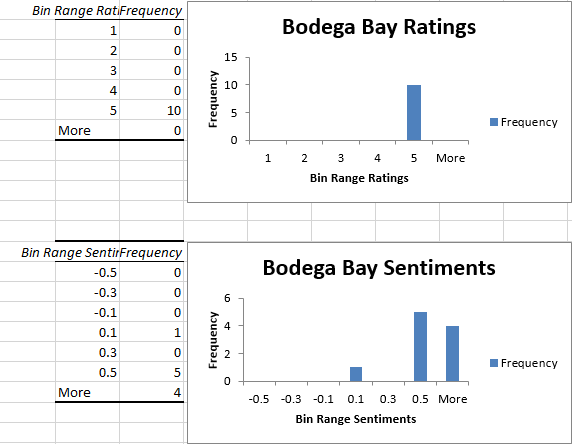 Bin Range Rati Frequency
1 0
2 0
3 0
4 0
5 10
More 0
Bodega Bay Ratings
15
10
5
0
Frequency
1 2 3 4 5 More
Bin Range Ratings
Frequency
Bin Range Sentir Frequency
-0.5 0
-0.3 0
-0.1 0
0.1 1
0.3 0
0.5 5
More 4
Bodega Bay Sentiments
6
4
2
0
Frequency
-0.5 -0.3 -0.1 0.1 0.3 0.5 More
Bin Range Sentiments
Frequency